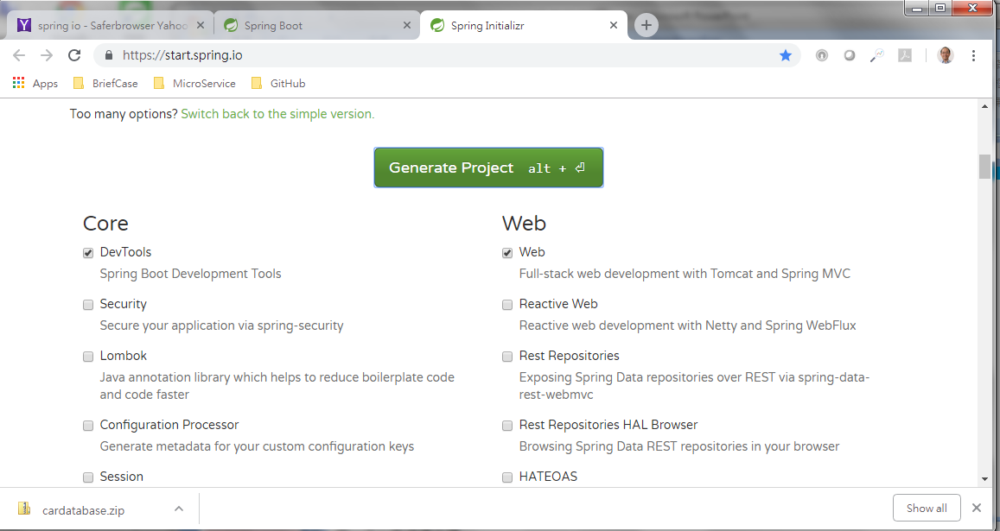 spring io - Saferbrowser Yahoo
Spring Boot
Spring Initializr
https://start.spring.io
Apps
BriefCase
MicroService
GitHub
Too many options? Switch back to the simple version.
Generate Project alt + ⏎
Core
DevTools
Spring Boot Development Tools
Security
Secure your application via spring-security
Lombok
Java annotation library which helps to reduce boilerplate code
and code faster
Configuration Processor
Generate metadata for your custom configuration keys
Session
Web
Web
Full-stack web development with Tomcat and Spring MVC
Reactive Web
Reactive web development with Netty and Spring WebFlux
Rest Repositories
Exposing Spring Data repositories over REST via spring-data-
rest-webmvc
Rest Repositories HAL Browser
Browsing Spring Data REST repositories in your browser
HATEOAS
cardatabase.zip
Show all